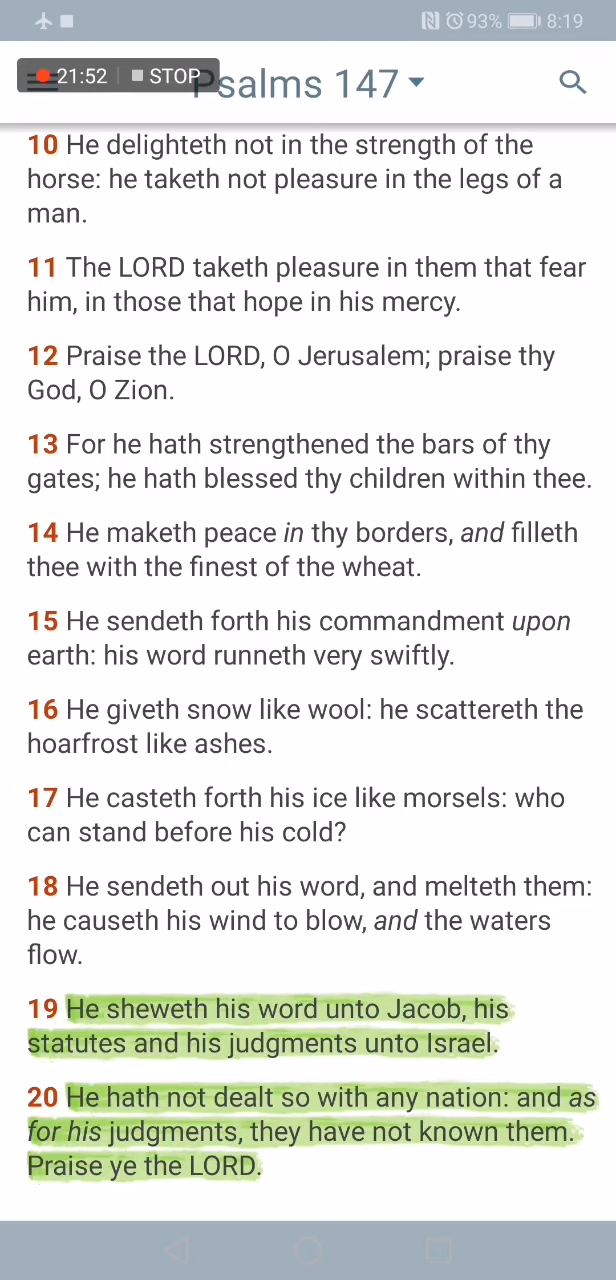 93% 8:19
21:52 STOP
Psalms 147
10 He delighteth not in the strength of the
horse: he taketh not pleasure in the legs of a
man.
11 The LORD taketh pleasure in them that fear
him, in those that hope in his mercy.
12 Praise the LORD, O Jerusalem; praise thy
God, O Zion.
13 For he hath strengthened the bars of thy
gates; he hath blessed thy children within thee.
14 He maketh peace in thy borders, and filleth
thee with the finest of the wheat.
15 He sendeth forth his commandment upon
earth: his word runneth very swiftly.
16 He giveth snow like wool: he scattereth the
hoarfrost like ashes.
17 He casteth forth his ice like morsels: who
can stand before his cold?
18 He sendeth out his word, and melteth them:
he causeth his wind to blow, and the waters
flow.
19 He sheweth his word unto Jacob, his
statutes and his judgments unto Israel.
20 He hath not dealt so with any nation: and as
for his judgments, they have not known them.
Praise ye the LORD.